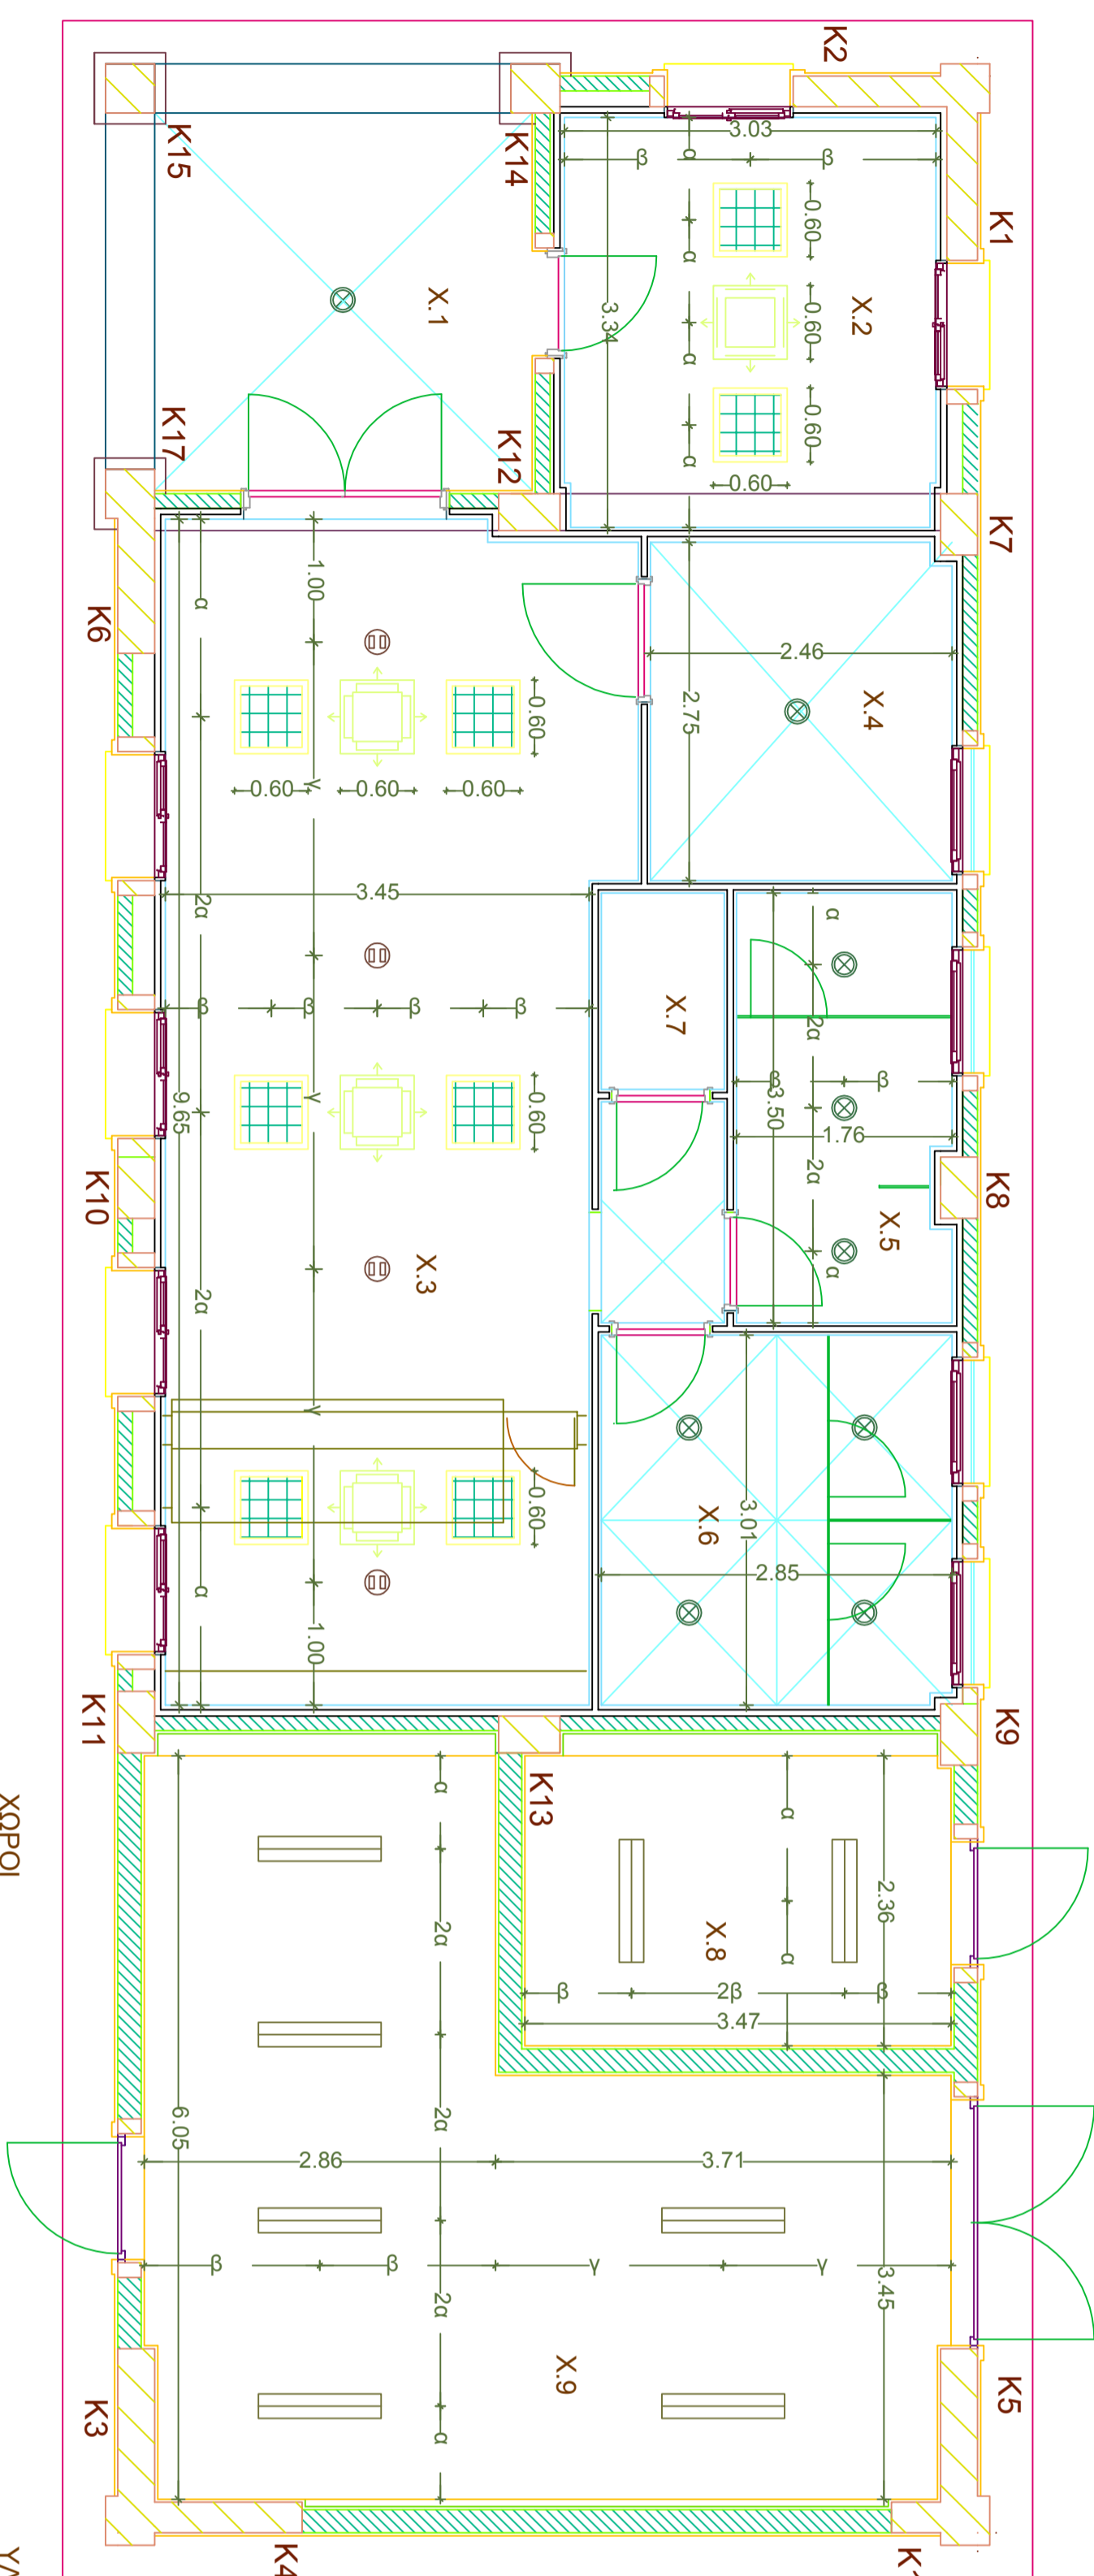 K2
K1
K15
K14
3.03
β
β
α
0.60
α
X.1
X.2
3.34
0.60
α
0.60
K17
K12
0.60
α
K7
K6
1.00
α
2.46
X.4
2.75
0.60
0.60
γ
0.60
0.60
3.45
2α
α
X.7
β
β
β
β
2α
γ
0.60
9.65
β
β
3.50
1.76
K10
K8
2α
X.5
X.3
α
2α
γ
0.60
X.6
3.01
2.85
α
1.00
K11
K9
K13
α
α
ΧΩΡΟΙ
2.36
2α
X.8
α
β
2β
β
3.47
6.05
2α
2.86
3.71
β
β
γ
γ
3.45
2α
X.9
K5
K3
α
K4